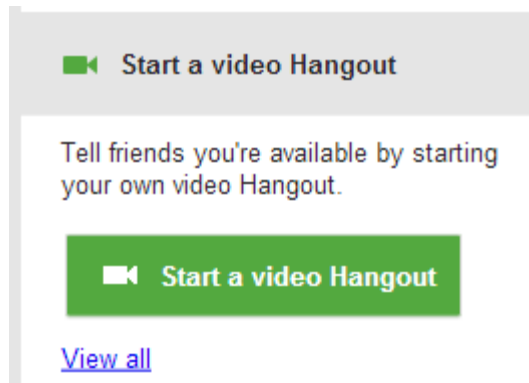 Start a video Hangout
Tell friends you're available by starting
your own video Hangout.
Start a video Hangout
View all